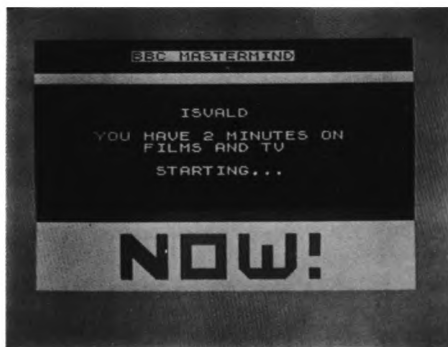 BBC MASTERMIND
ISVALD
YOU HAVE 2 MINUTES ON
FILMS AND TV
STARTING...
NOW!